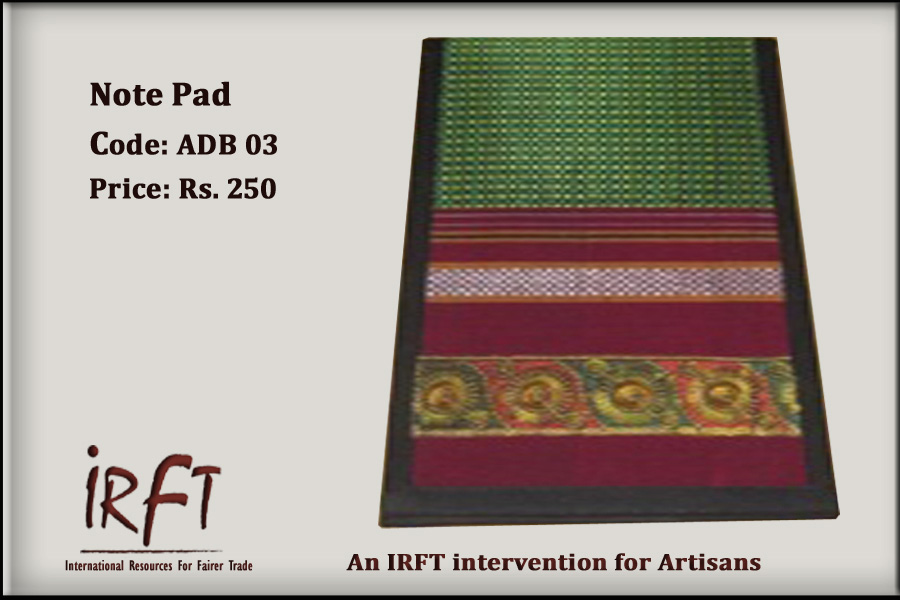 Note Pad
Code: ADB 03
Price: Rs. 250
IRFT
International Resources For Fairer Trade
An IRFT intervention for Artisans